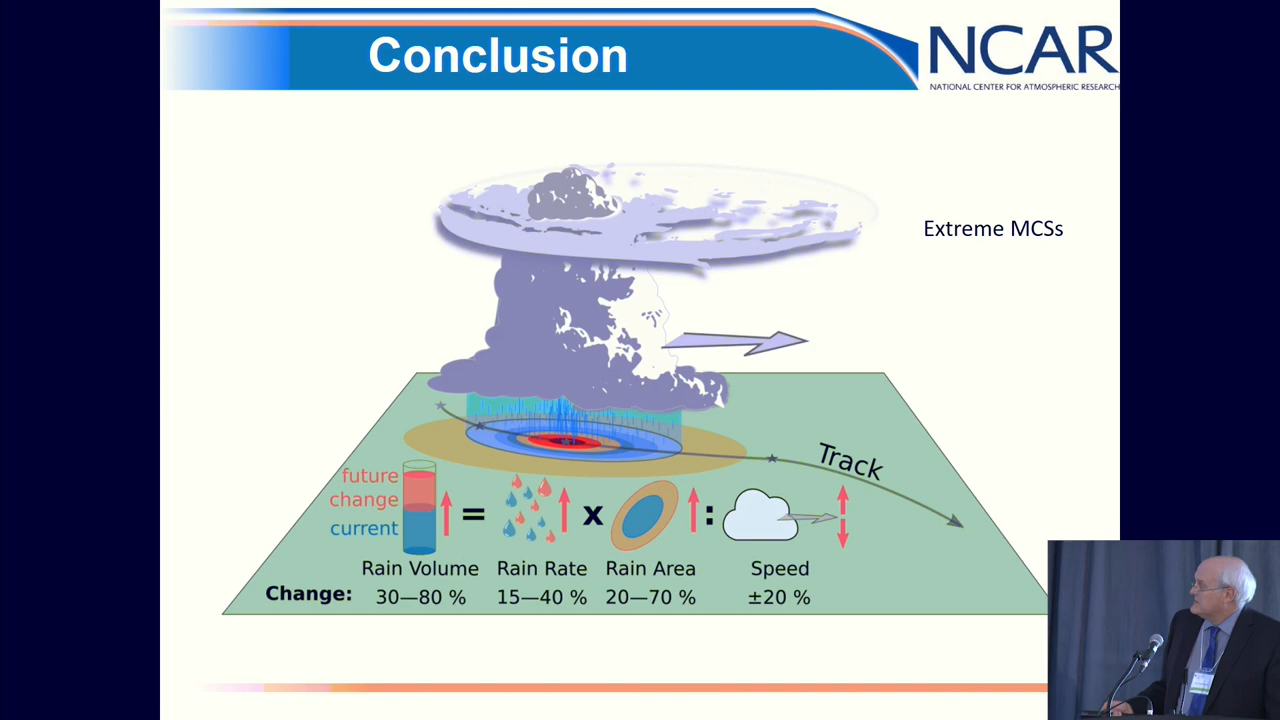 Conclusion
NCAR
NATIONAL CENTER FOR ATMOSPHERIC RESEARCH
Extreme MCSs
Track
future
change
current
= x :
Rain Volume Rain Rate Rain Area Speed
Change: 30—80 % 15—40 % 20—70 % ±20 %